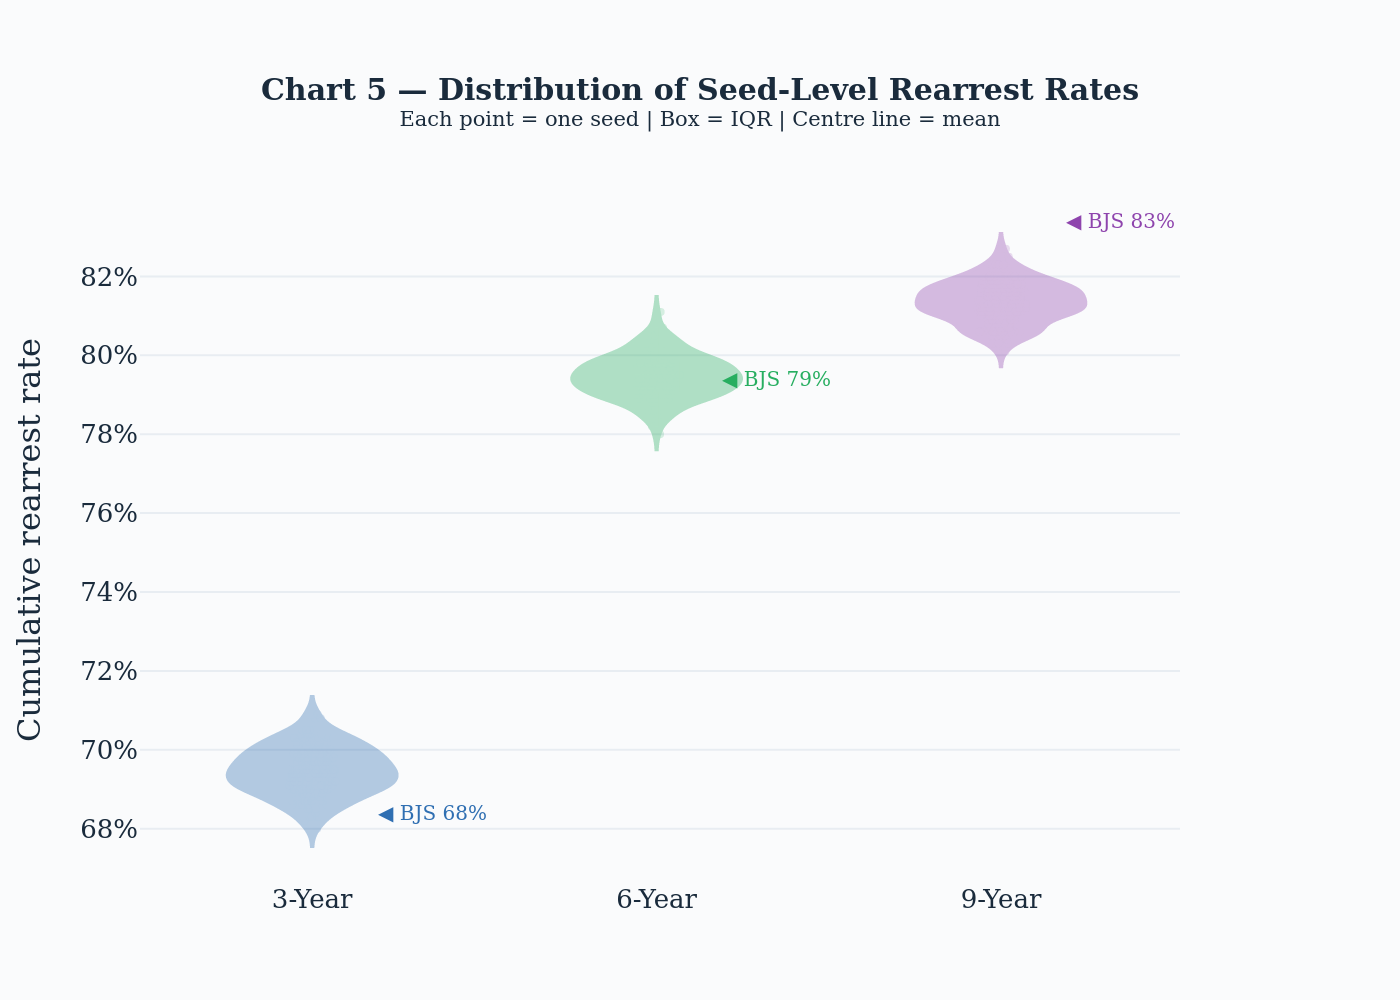 Chart 5 — Distribution of Seed-Level Rearrest Rates
Each point = one seed | Box = IQR | Centre line = mean
Cumulative rearrest rate
◀ BJS 83%
82%
80%
◀ BJS 79%
78%
76%
74%
72%
70%
◀ BJS 68%
68%
3-Year
6-Year
9-Year